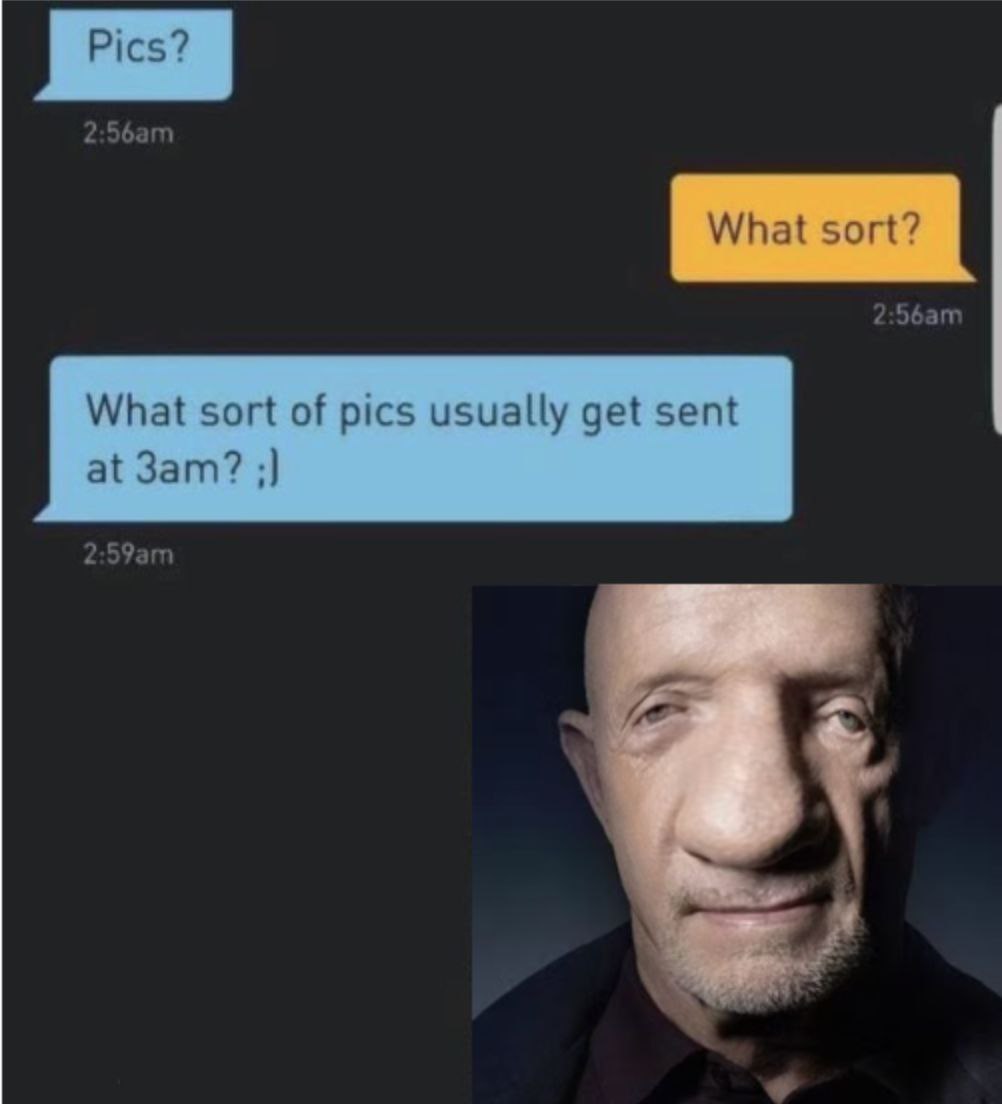 Pics?
2:56am
What sort?
2:56am
What sort of pics usually get sent
at 3am? ;)
2:59am